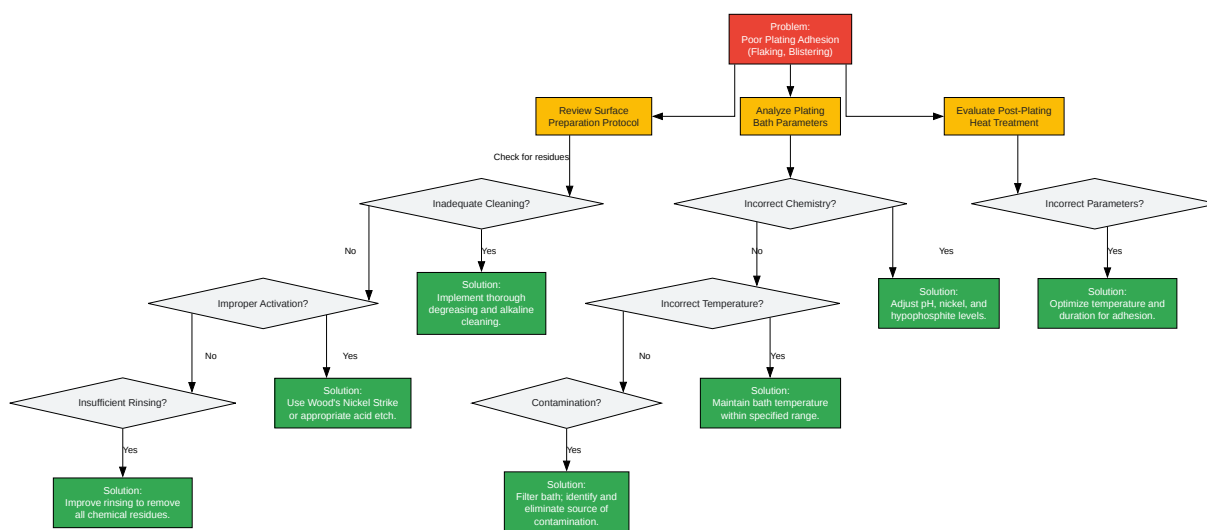 Problem:
Poor Plating Adhesion
(Flaking, Blistering)
Review Surface
Preparation Protocol
Analyze Plating
Bath Parameters
Evaluate Post-Plating
Heat Treatment
Check for residues
Inadequate Cleaning?
Incorrect Chemistry?
Incorrect Parameters?
No
Yes
No
Yes
Yes
Improper Activation?
Solution:
Implement thorough
degreasing and alkaline
cleaning.
Incorrect Temperature?
Solution:
Adjust pH, nickel, and
hypophosphite levels.
Solution:
Optimize temperature and
duration for adhesion.
No
Yes
No
Yes
Insufficient Rinsing?
Solution:
Use Wood's Nickel Strike
or appropriate acid etch.
Contamination?
Solution:
Maintain bath temperature
within specified range.
Yes
Yes
Solution:
Improve rinsing to remove
all chemical residues.
Solution:
Filter bath; identify and
eliminate source of
contamination.